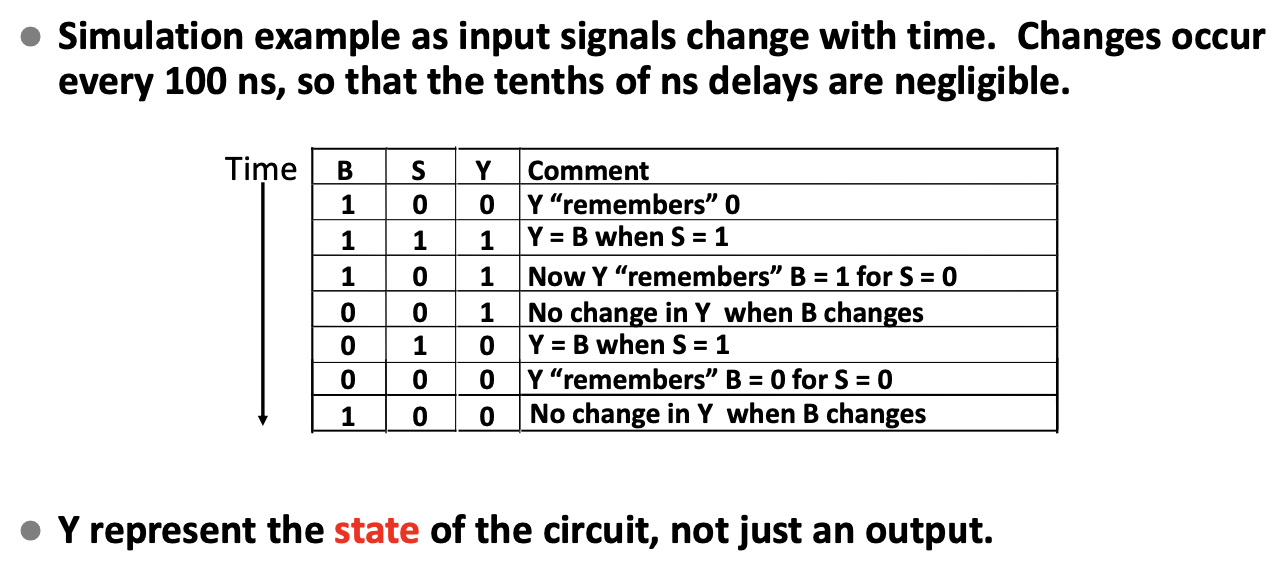 Simulation example as input signals change with time. Changes occur
every 100 ns, so that the tenths of ns delays are negligible.
Time B S Y Comment
1 0 0 Y “remembers” 0
1 1 1 Y = B when S = 1
1 0 1 Now Y “remembers” B = 1 for S = 0
0 0 1 No change in Y when B changes
0 1 0 Y = B when S = 1
0 0 0 Y “remembers” B = 0 for S = 0
1 0 0 No change in Y when B changes
Y represent the state of the circuit, not just an output.